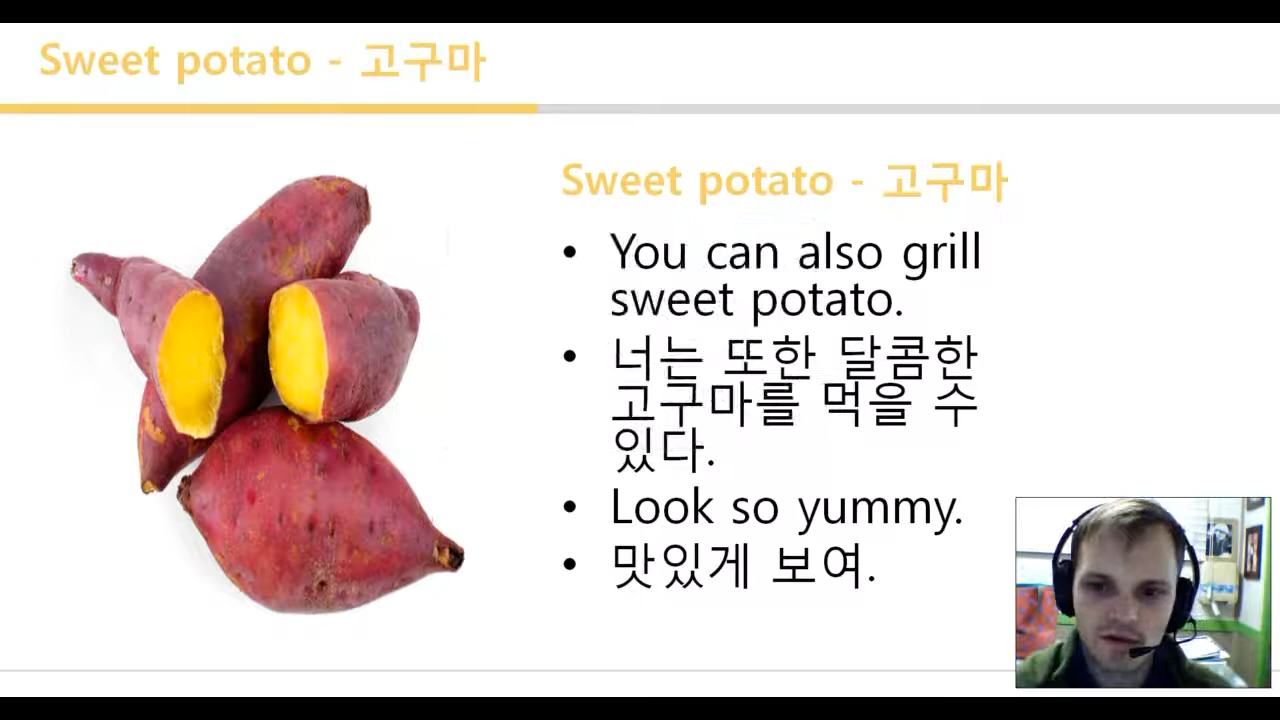 Sweet potato - 고구마
Sweet potato - 고구마
• You can also grill
sweet potato.
• 너는 또한 달콤한
고구마를 먹을 수
있다.
• Look so yummy.
• 맛있게 보여.